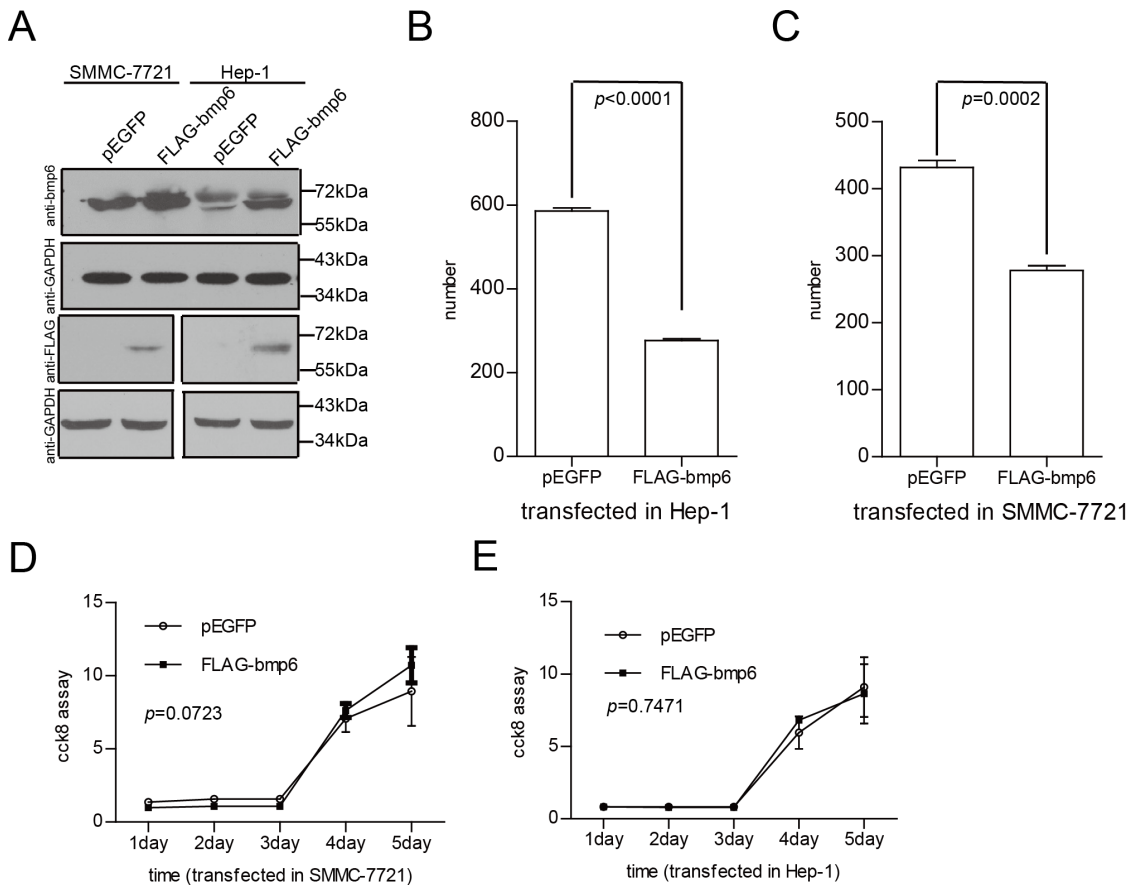 A
SMMC-7721 Hep-1
pEGFP FLAG-bmp6 pEGFP FLAG-bmp6
anti-bmp6
72kDa
55kDa
anti-GAPDH
43kDa
34kDa
anti-FLAG
72kDa
55kDa
anti-GAPDH
43kDa
34kDa
B
p<0.0001
800
600
400
200
0
number
pEGFP FLAG-bmp6
transfected in Hep-1
C
p=0.0002
500
400
300
200
100
0
number
pEGFP FLAG-bmp6
transfected in SMMC-7721
D
15
10
5
0
cck8 assay
pEGFP
FLAG-bmp6
p=0.0723
1day 2day 3day 4day 5day
time (transfected in SMMC-7721)
E
15
10
5
0
cck8 assay
pEGFP
FLAG-bmp6
p=0.7471
1day 2day 3day 4day 5day
time (transfected in Hep-1)